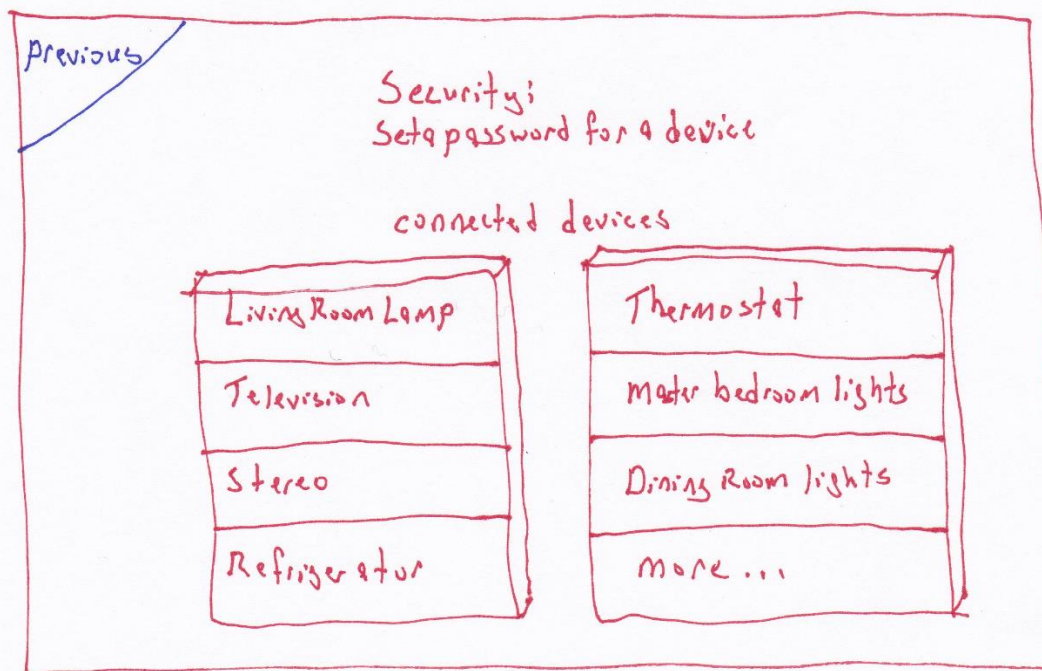 Previous
Security:
Set a password for a device
connected devices
Living Room Lamp
Television
Stereo
Refrigerator
Thermostat
Master bedroom lights
Dining Room lights
more...